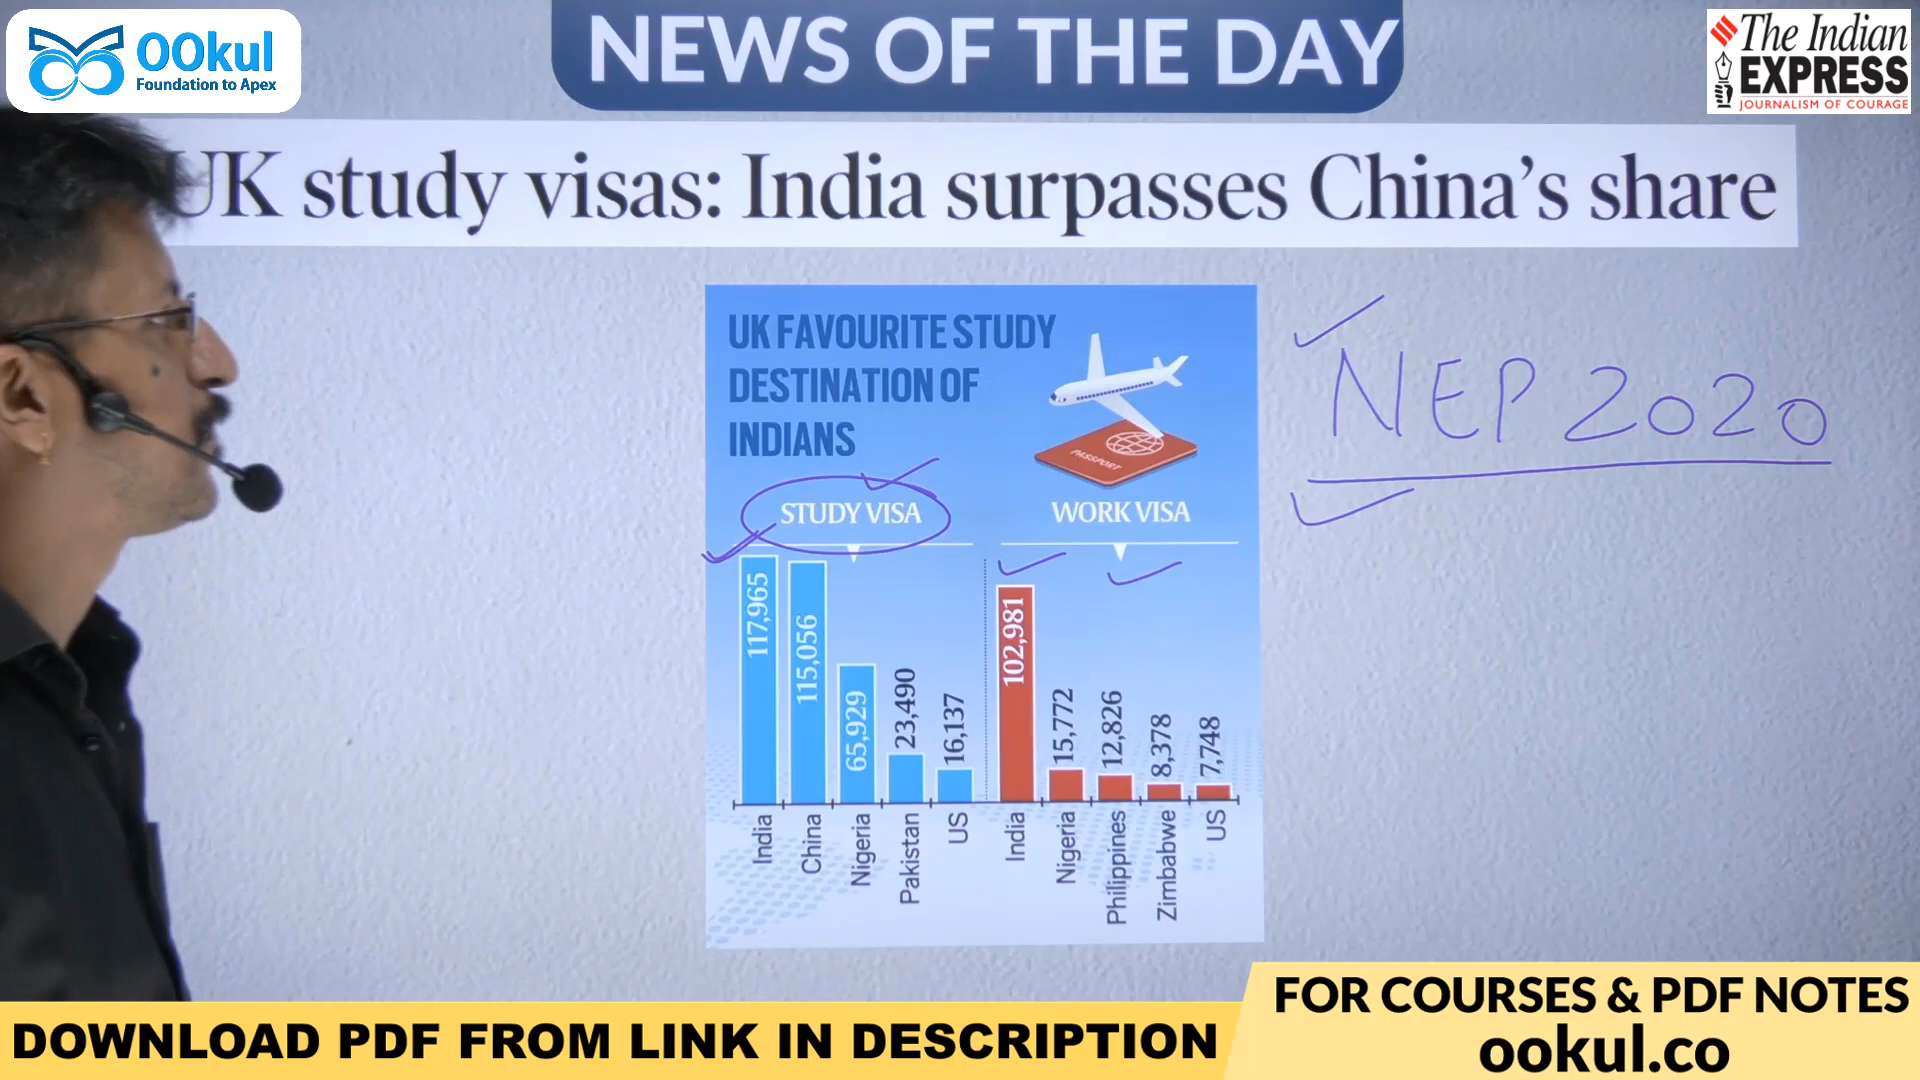 OOkul
Foundation to Apex
NEWS OF THE DAY
The Indian
EXPRESS
JOURNALISM OF COURAGE
UK study visas: India surpasses China's share
UK FAVOURITE STUDY
DESTINATION OF
INDIANS
PASSPORT
STUDY VISA
WORK VISA
117,965
115,056
65,929
23,490
16,137
102,981
15,772
12,826
8,378
7,748
India
China
Nigeria
Pakistan
US
India
Nigeria
Philippines
Zimbabwe
US
NEP 2020
DOWNLOAD PDF FROM LINK IN DESCRIPTION
FOR COURSES & PDF NOTES
ookul.co